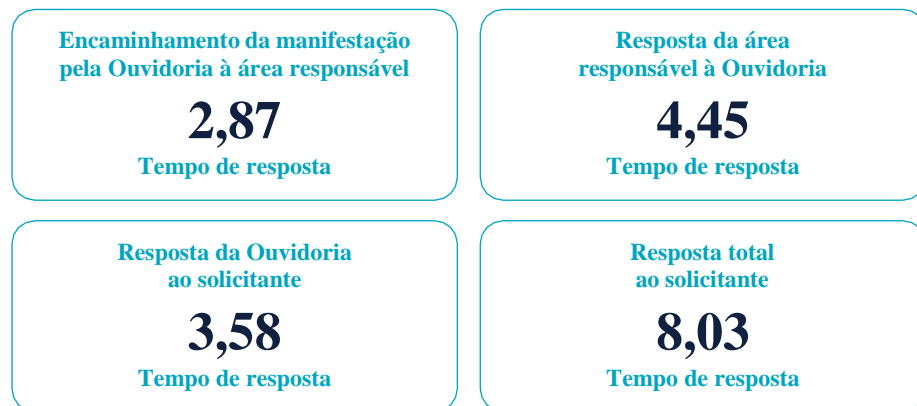 Encaminhamento da manifestação
pela Ouvidoria à área responsável
2,87
Tempo de resposta
Resposta da área
responsável à Ouvidoria
4,45
Tempo de resposta
Resposta da Ouvidoria
ao solicitante
3,58
Tempo de resposta
Resposta total
ao solicitante
8,03
Tempo de resposta